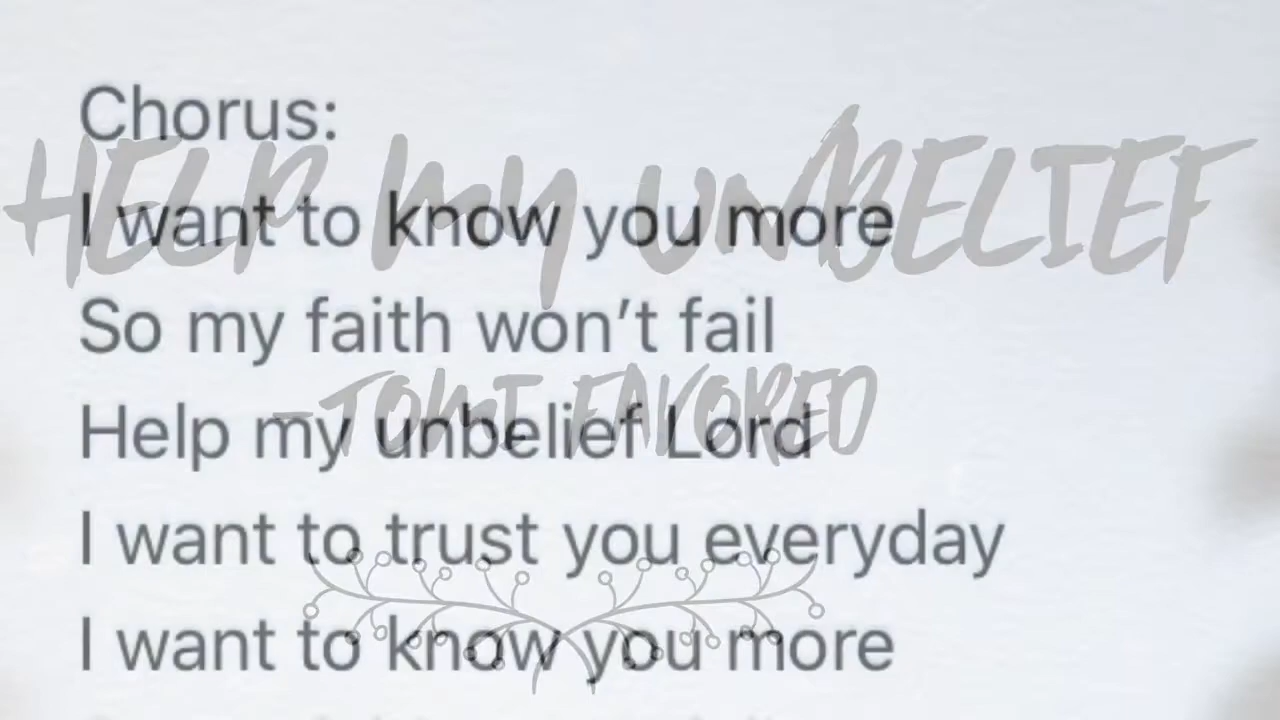 Chorus:
HELP MY UNBELIEF
I want to know you more
So my faith won’t fail
-TOMI FAVORED
Help my unbelief Lord
I want to trust you everyday
I want to know you more